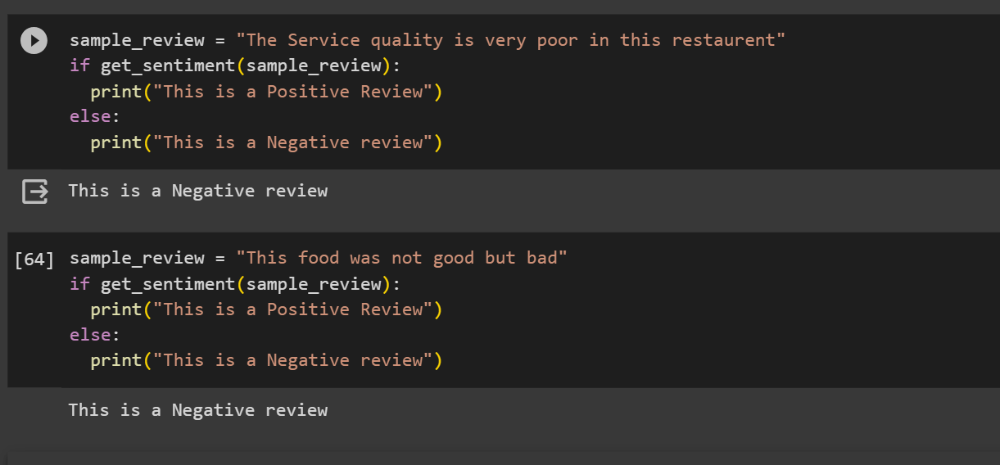 sample_review = "The Service quality is very poor in this restaurent"
if get_sentiment(sample_review):
  print("This is a Positive Review")
else:
  print("This is a Negative review")
This is a Negative review
[64] sample_review = "This food was not good but bad"
if get_sentiment(sample_review):
  print("This is a Positive Review")
else:
  print("This is a Negative review")
This is a Negative review